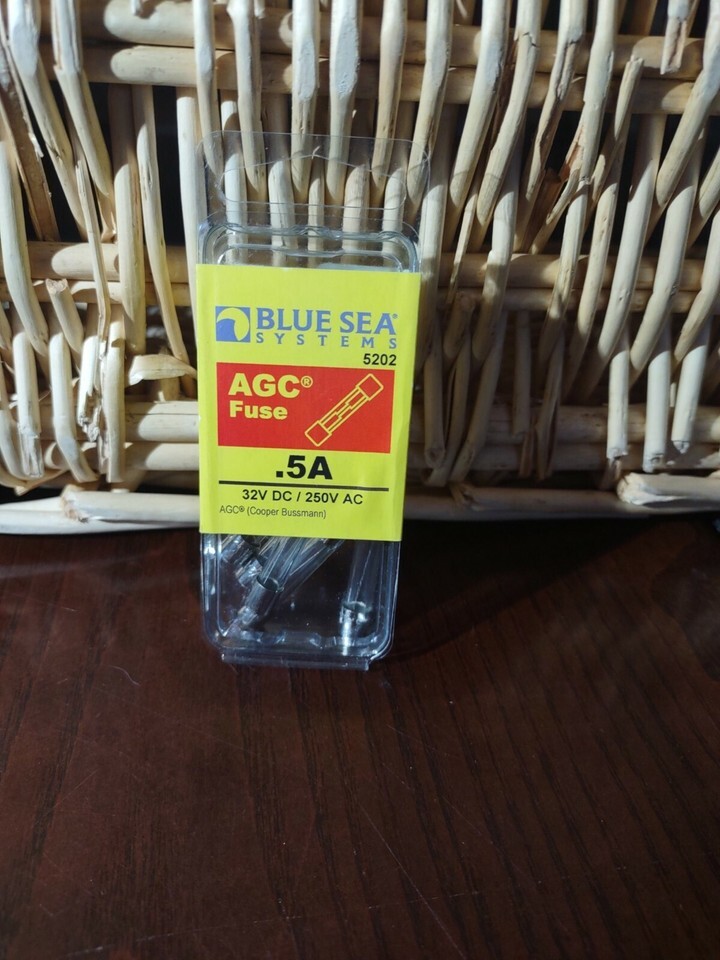 BLUE SEA®
SYSTEMS
5202
AGC®
Fuse
.5A
32V DC / 250V AC
AGC® (Cooper Bussmann)